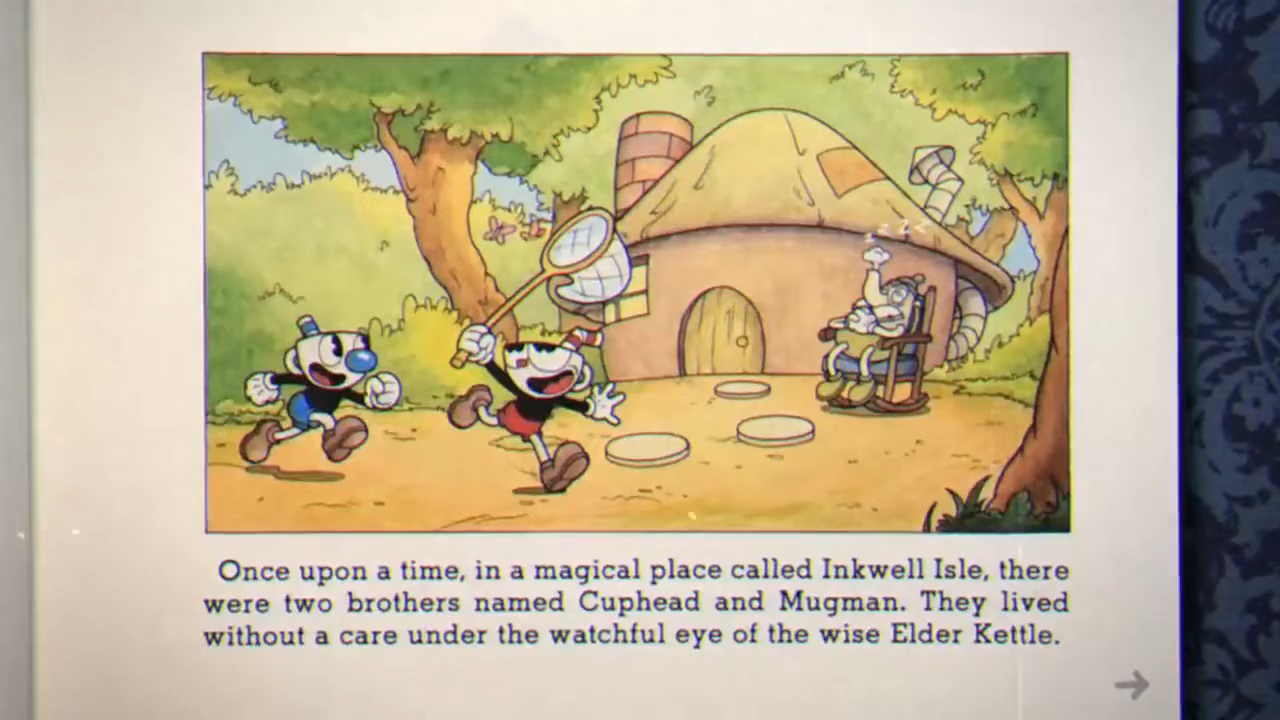 z z z z
Once upon a time, in a magical place called Inkwell Isle, there
were two brothers named Cuphead and Mugman. They lived
without a care under the watchful eye of the wise Elder Kettle.